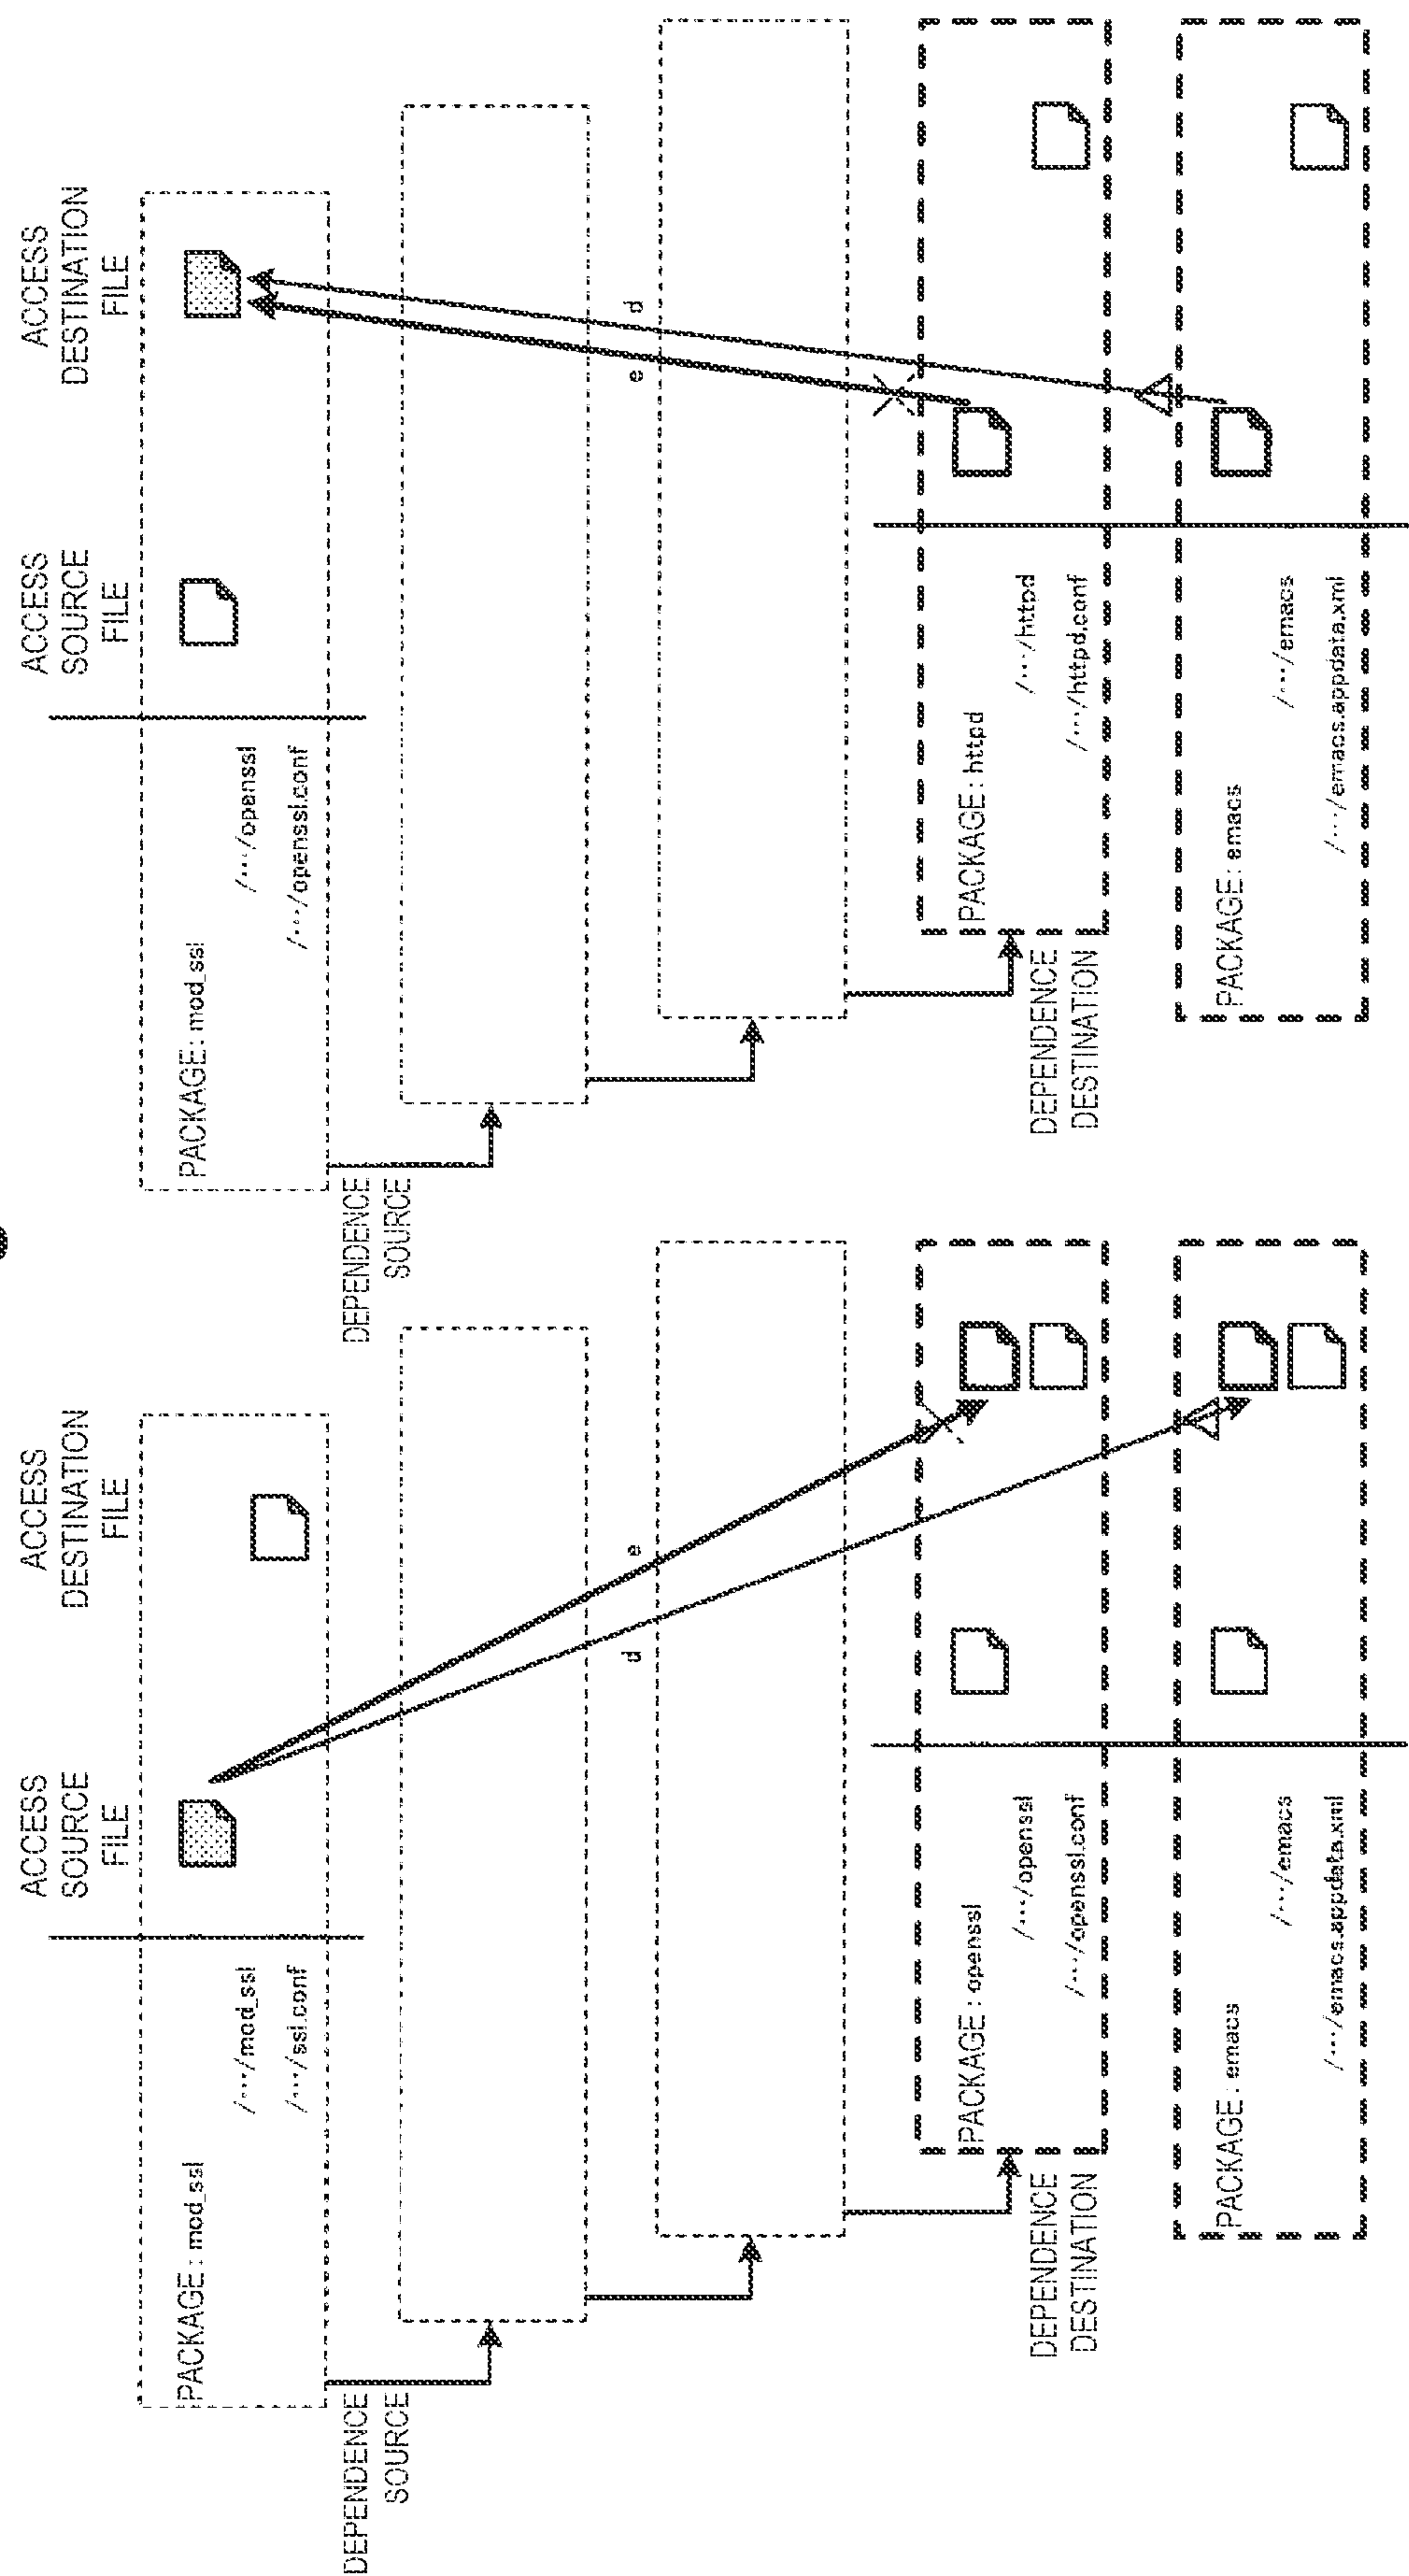 ACCESS
SOURCE
FILE
ACCESS
DESTINATION
FILE
PACKAGE : mod_ssl
/···/mod_ssl
/···/ssl.conf
DEPENDENCE
SOURCE
d
e
PACKAGE : openssl
/···/openssl
/···/openssl.conf
DEPENDENCE
DESTINATION
PACKAGE : emacs
/···/emacs
/···/emacs.appdata.xml
ACCESS
SOURCE
FILE
ACCESS
DESTINATION
FILE
PACKAGE : mod_ssl
/···/openssl
/···/openssl.conf
DEPENDENCE
SOURCE
e
d
PACKAGE : httpd
/···/httpd
/···/httpd.conf
DEPENDENCE
DESTINATION
PACKAGE : emacs
/···/emacs
/···/emacs.appdata.xml